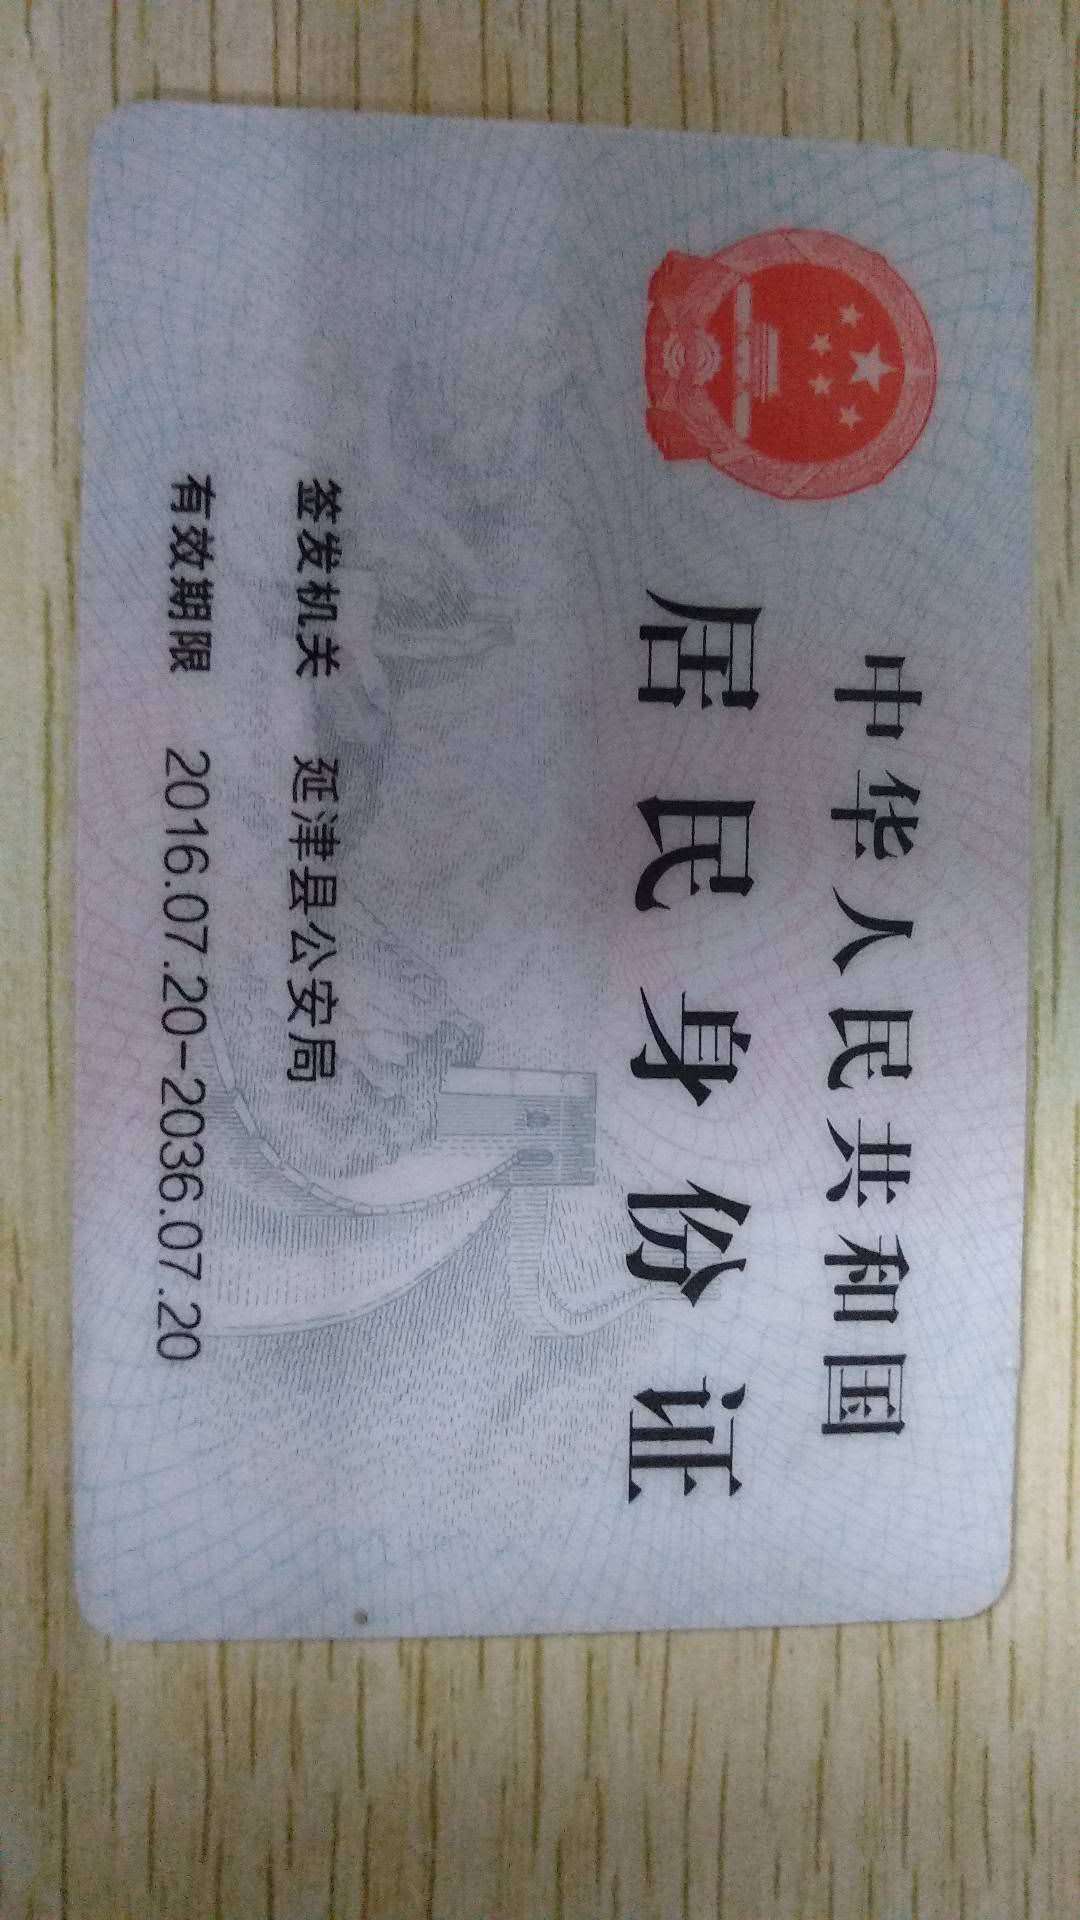 中华人民共和国
居民身份证
签发机关 延津县公安局
有效期限 2016.07.20-2036.07.20